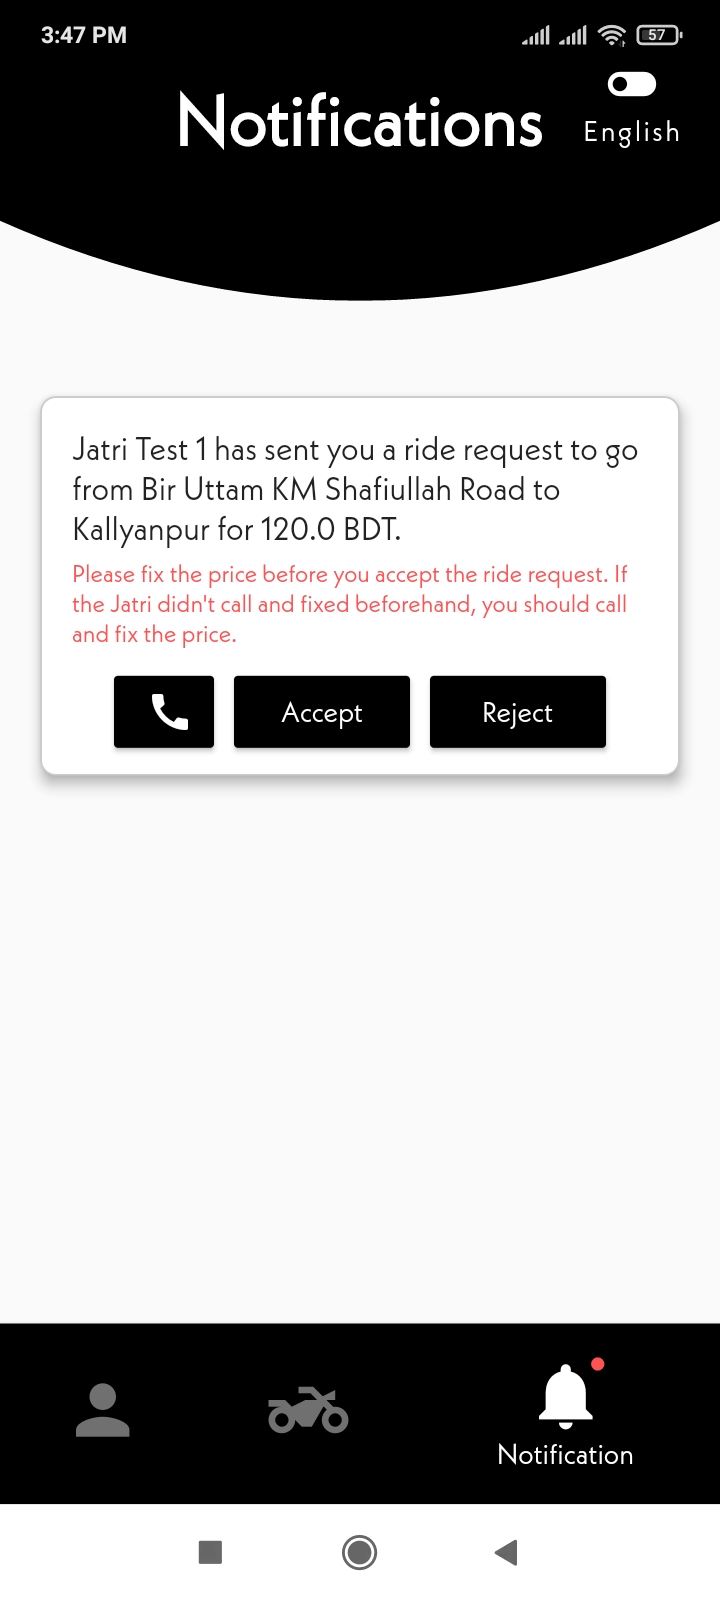 3:47 PM
57
Notifications
English
Jatri Test 1 has sent you a ride request to go
from Bir Uttam KM Shafiullah Road to
Kallyanpur for 120.0 BDT.
Please fix the price before you accept the ride request. If
the Jatri didn't call and fixed beforehand, you should call
and fix the price.
Accept
Reject
Notification